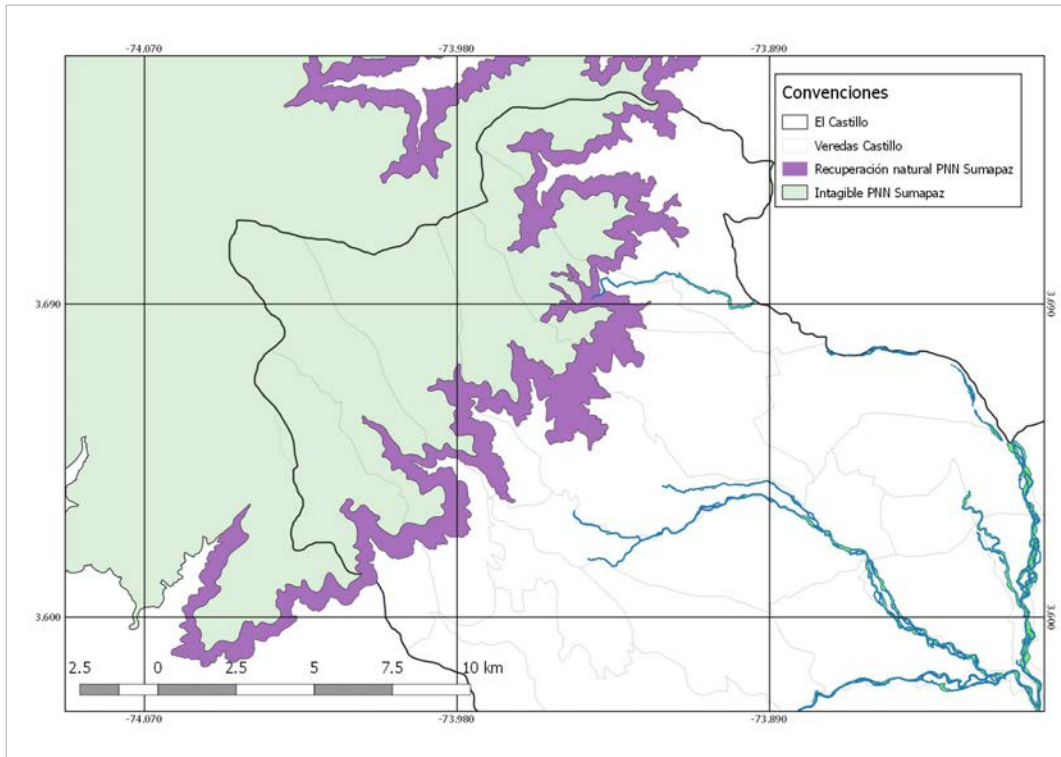 -74.070
-73.980
-73.890
Convenciones
El Castillo
Veredas Castillo
Recuperación natural PNN Sumapaz
Intagible PNN Sumapaz
3.690
3.690
3.600
3.600
2.5 0 2.5 5 7.5 10 km
-74.070
-73.980
-73.890